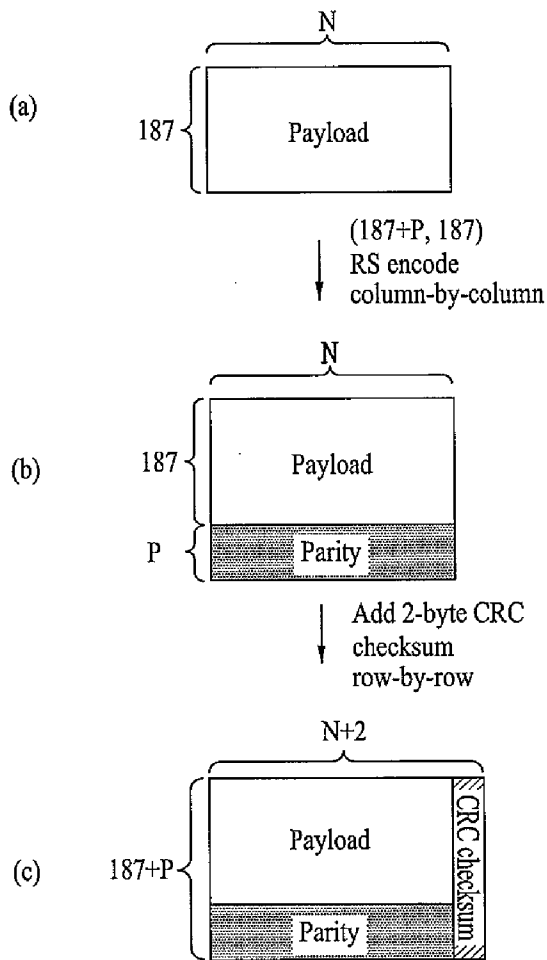 N
(a)
187
Payload
(187+P, 187)
RS encode
column-by-column
N
(b)
187
Payload
P
Parity
Add 2-byte CRC
checksum
row-by-row
N+2
(c)
187+P
Payload
Parity
CRC checksum